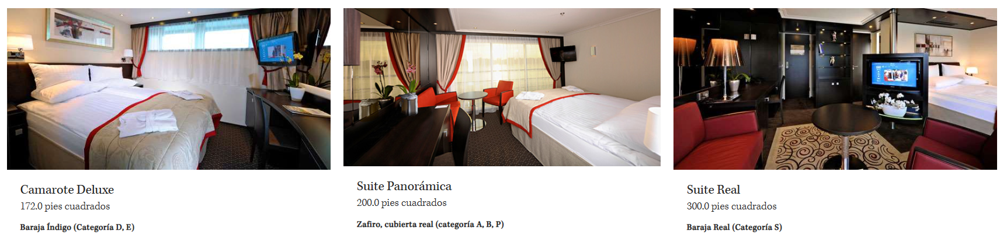 Camarote Deluxe
172.0 pies cuadrados
Baraja Índigo (Categoría D, E)
Suite Panorámica
200.0 pies cuadrados
Zafiro, cubierta real (categoría A, B, P)
Suite Real
300.0 pies cuadrados
Baraja Real (Categoría S)